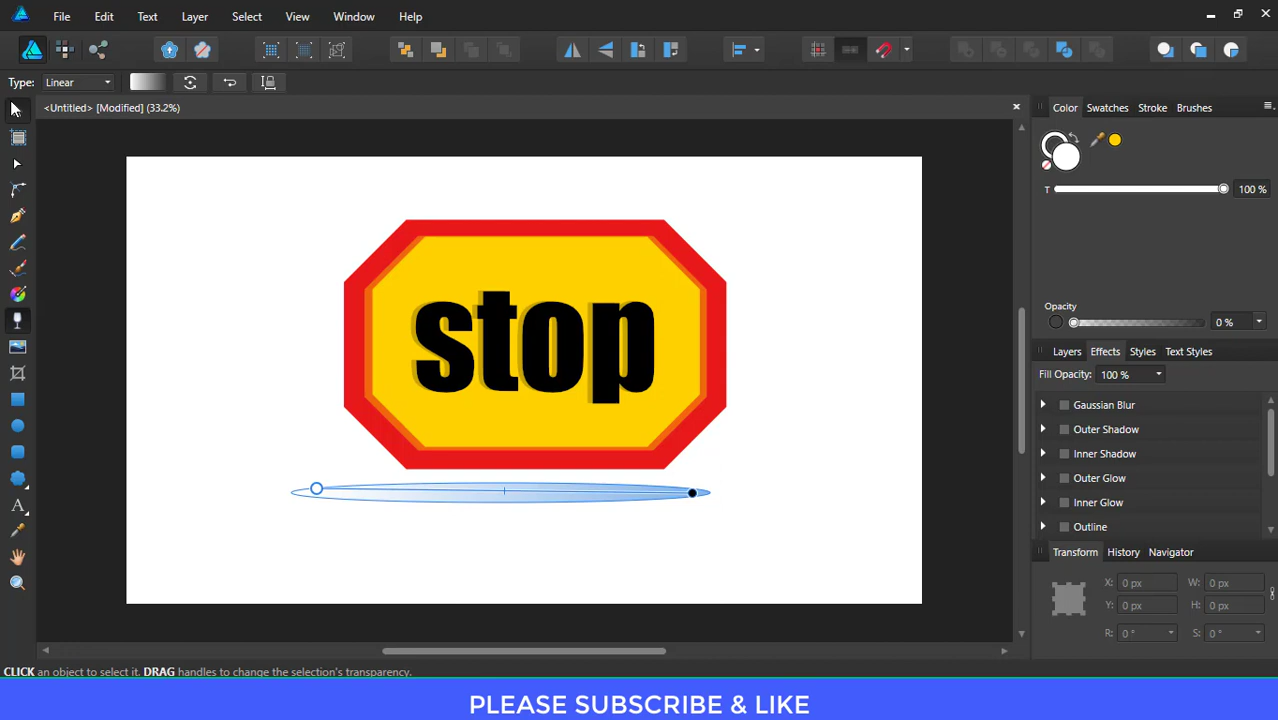 File Edit Text Layer Select View Window Help
Type: Linear
<Untitled> [Modified] (33.2%)
Color Swatches Stroke Brushes
T 100 %
stop
Opacity
0 %
Layers Effects Styles Text Styles
Fill Opacity: 100 %
Gaussian Blur
Outer Shadow
Inner Shadow
Outer Glow
Inner Glow
Outline
A
Transform History Navigator
X: 0 px W: 0 px
Y: 0 px H: 0 px
R: 0 ° S: 0 °
CLICK an object to select it. DRAG handles to change the selection's transparency.
PLEASE SUBSCRIBE & LIKE